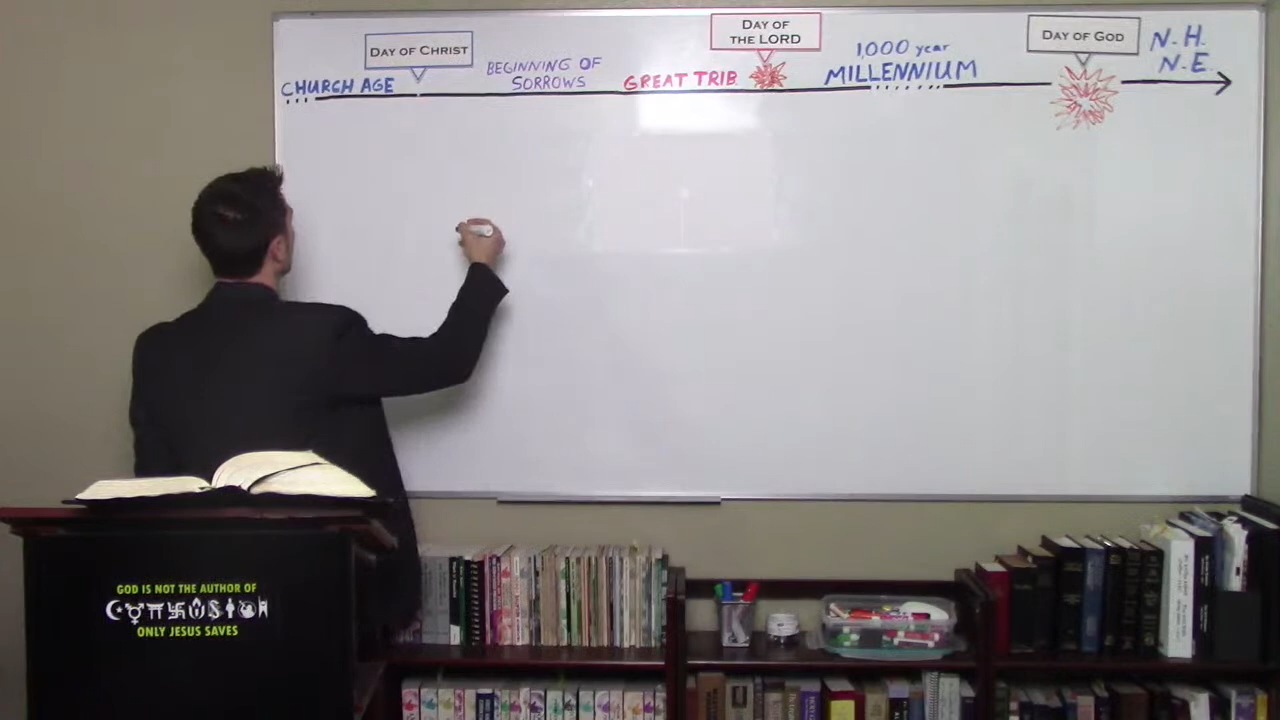 DAY OF CHRIST
DAY OF
THE LORD
DAY OF GOD
CHURCH AGE
BEGINNING OF
SORROWS
GREAT TRIB
1,000 year
MILLENNIUM
N.H.
N.E.
GOD IS NOT THE AUTHOR OF
ONLY JESUS SAVES